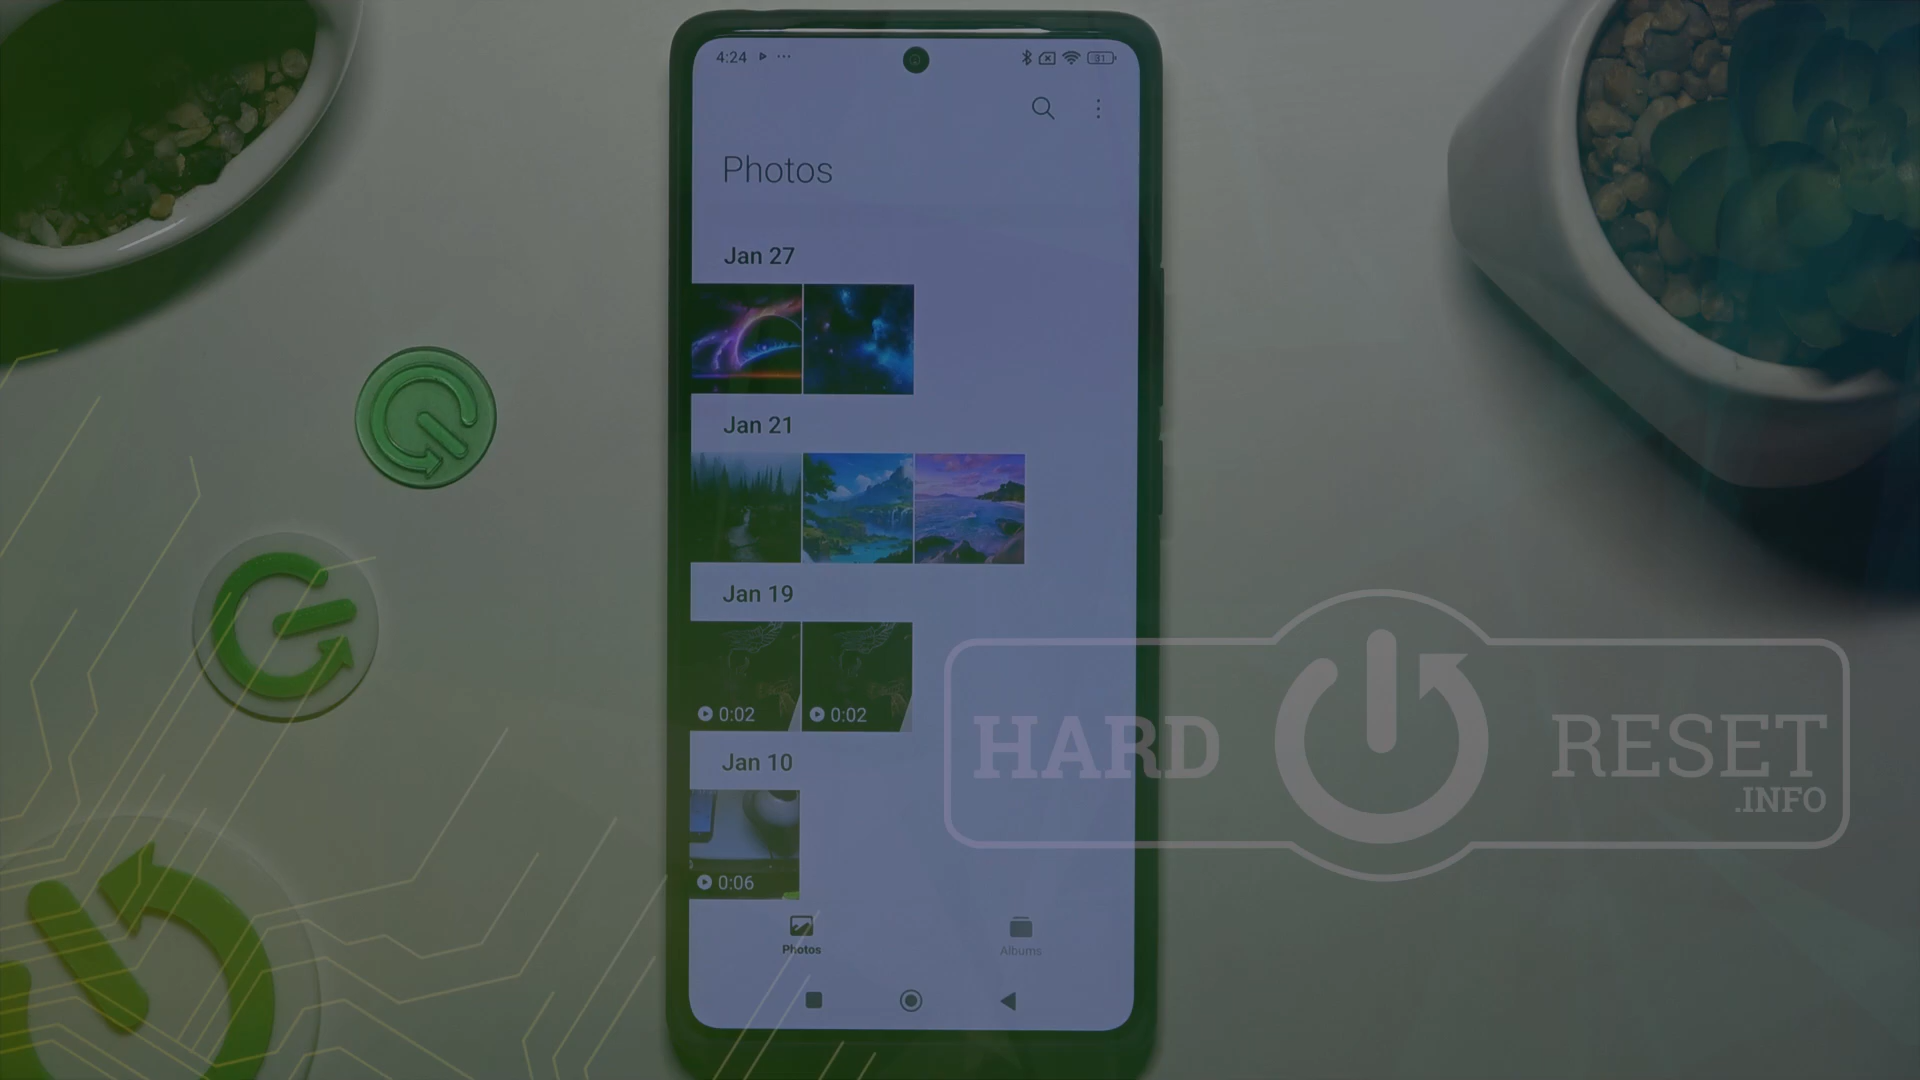 4:24
31
Photos
Jan 27
Jan 21
Jan 19
0:02 0:02
Jan 10
0:06
Photos Albums
HARD RESET
.INFO